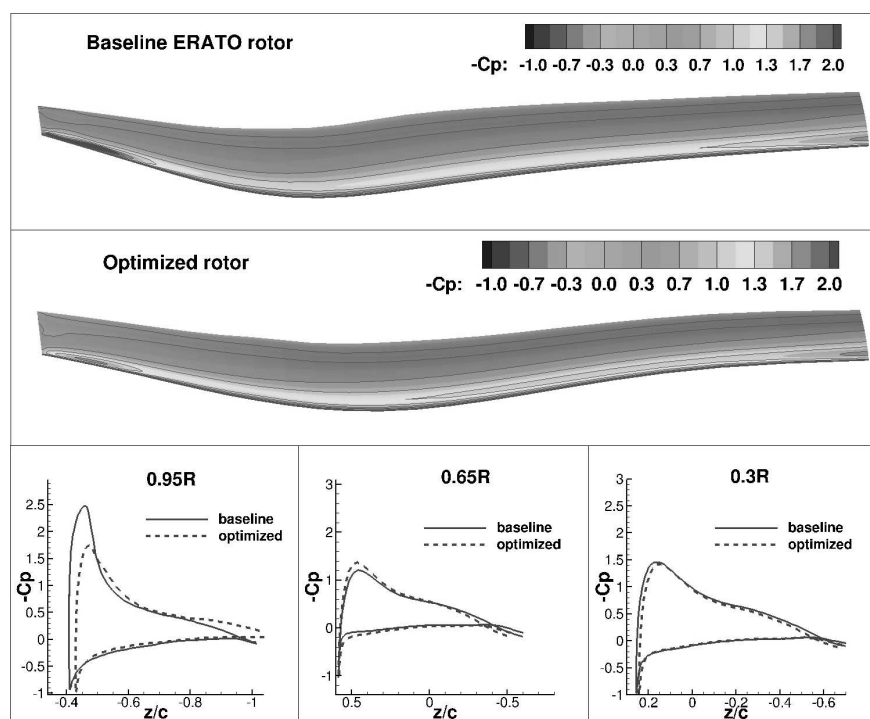 Baseline ERATO rotor
-Cp: -1.0 -0.7 -0.3 0.0 0.3 0.7 1.0 1.3 1.7 2.0
Optimized rotor
-Cp: -1.0 -0.7 -0.3 0.0 0.3 0.7 1.0 1.3 1.7 2.0
0.95R
baseline
optimized
-Cp
2.5
2
1.5
1
0.5
0
-0.5
-1
-0.4 -0.6 -0.8 -1
z/c
0.65R
baseline
optimized
-Cp
3
2
1
0
-1
0.5 0 -0.5
z/c
0.3R
baseline
optimized
-Cp
3
2.5
2
1.5
1
0.5
0
-0.5
-1
0.2 0 -0.2 -0.4 -0.6
z/c